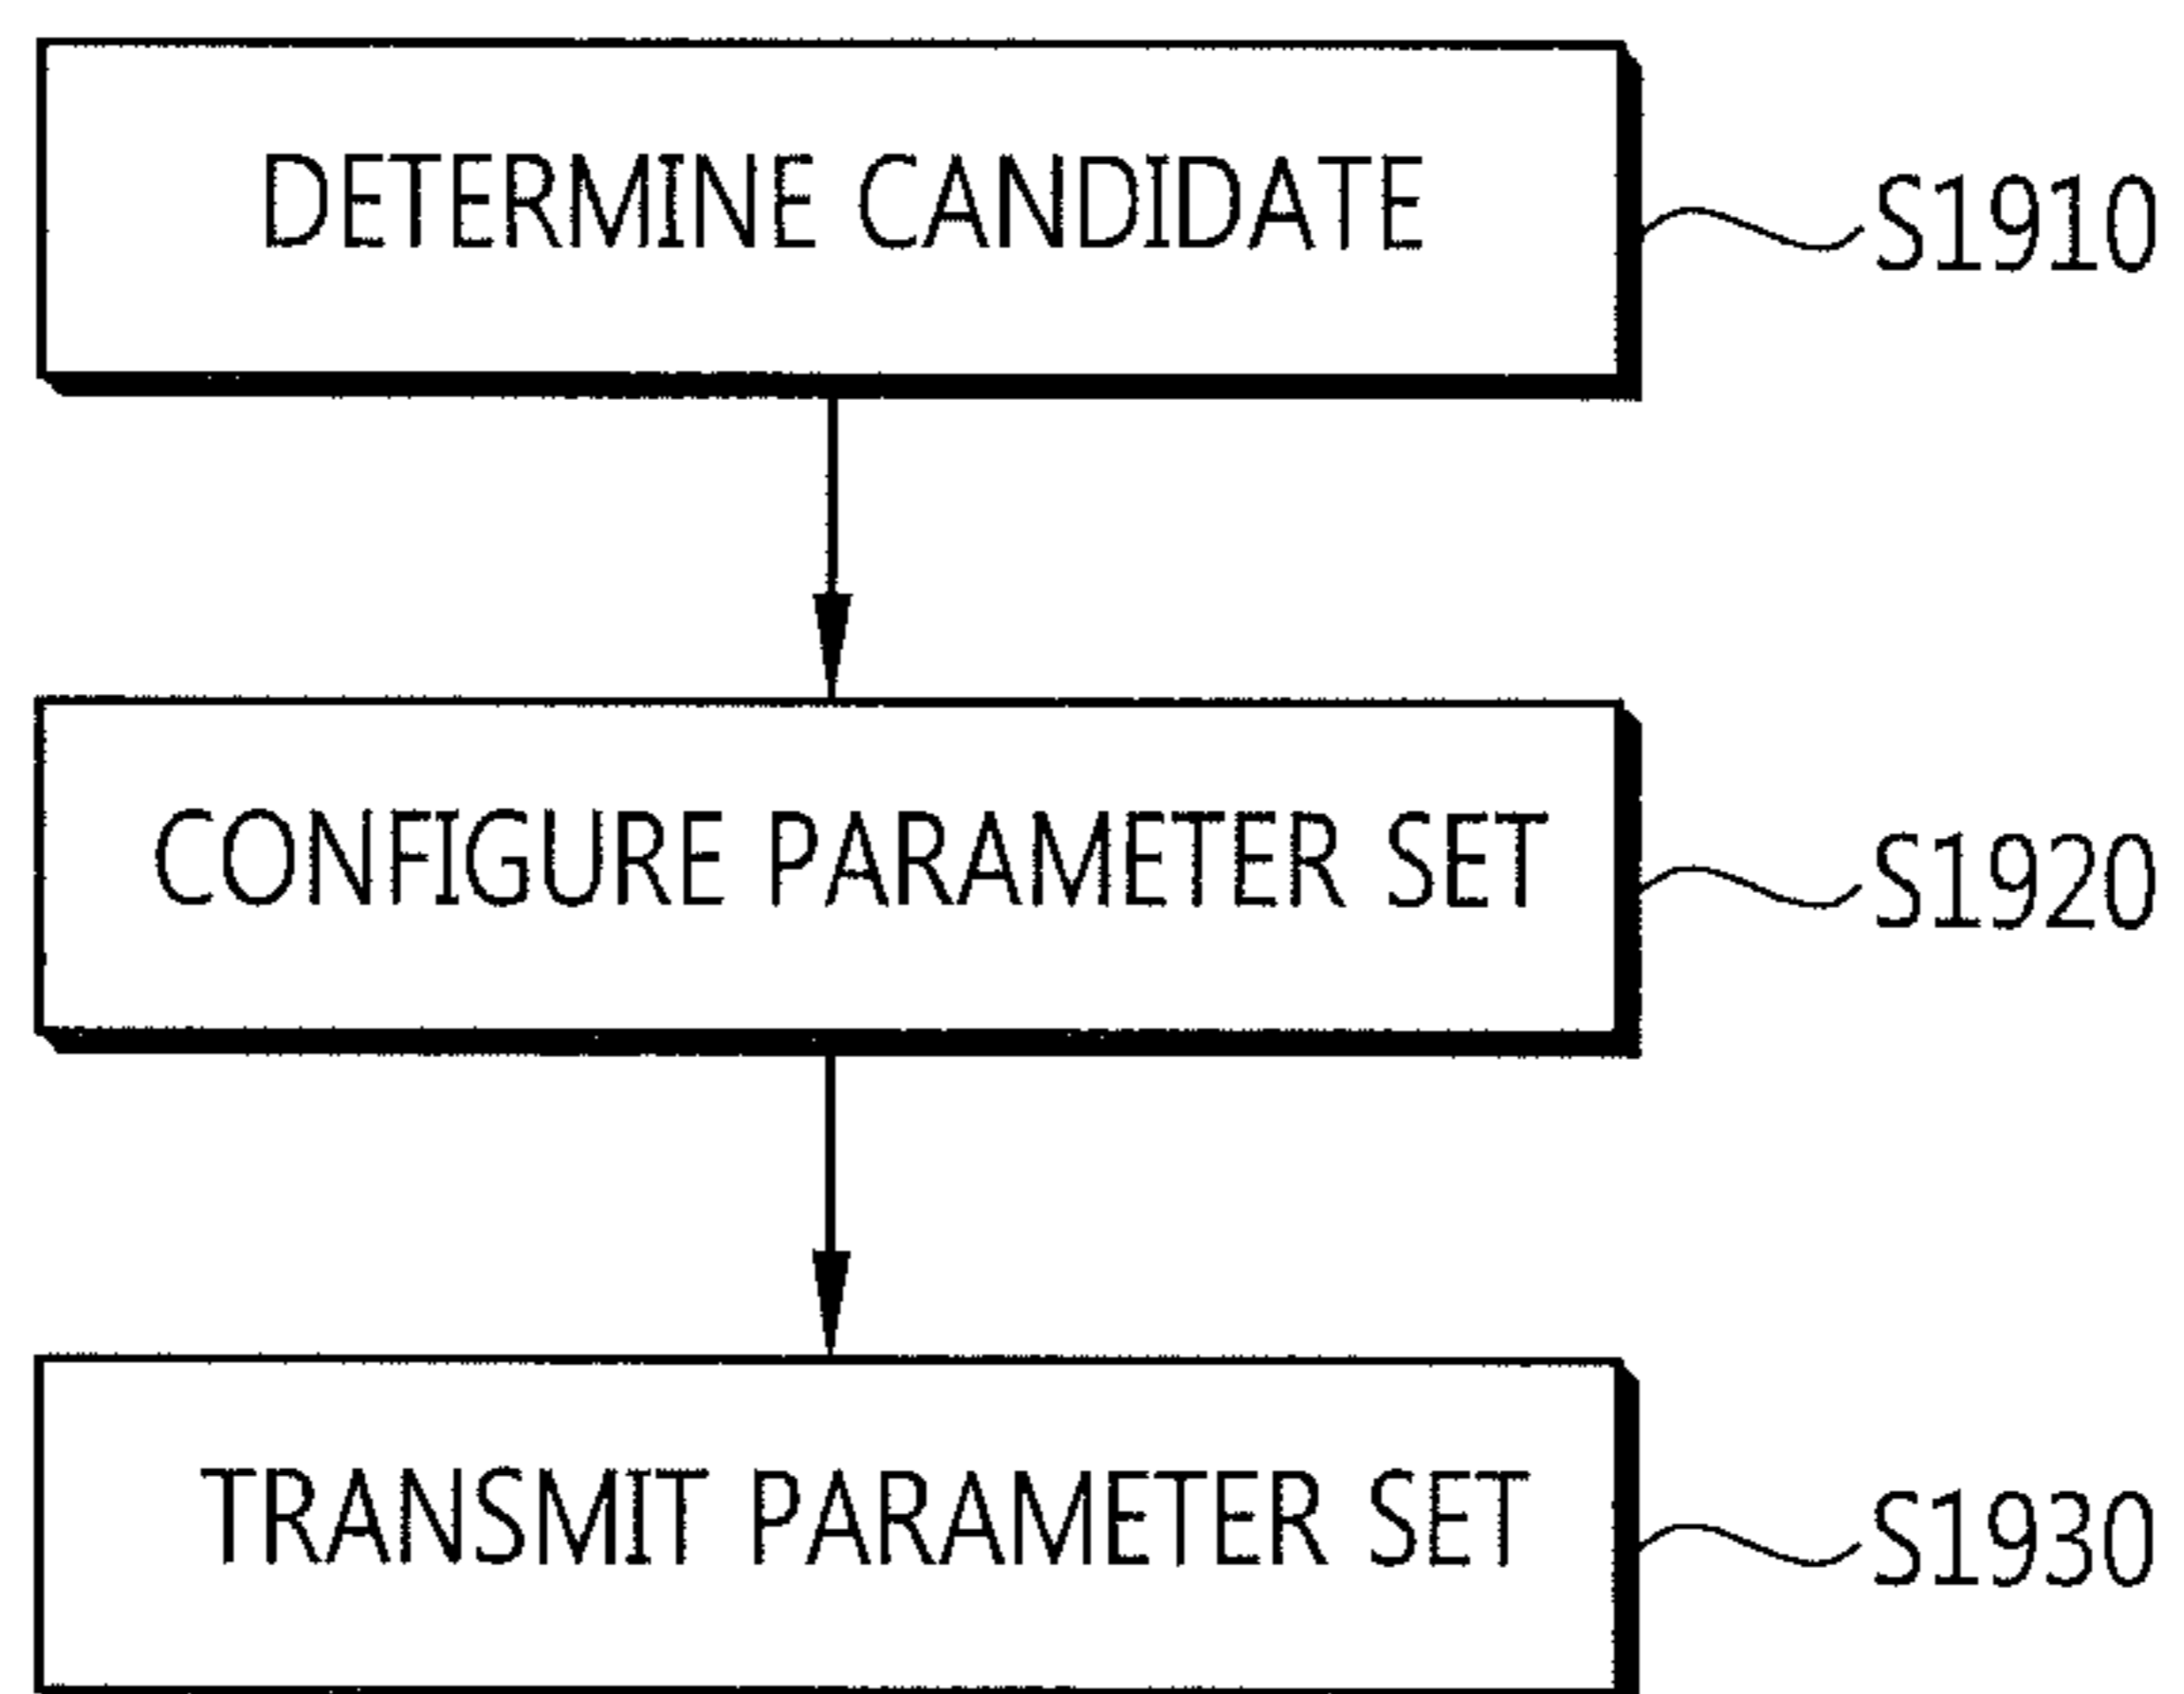 DETERMINE CANDIDATE
S1910
CONFIGURE PARAMETER SET
S1920
TRANSMIT PARAMETER SET
S1930